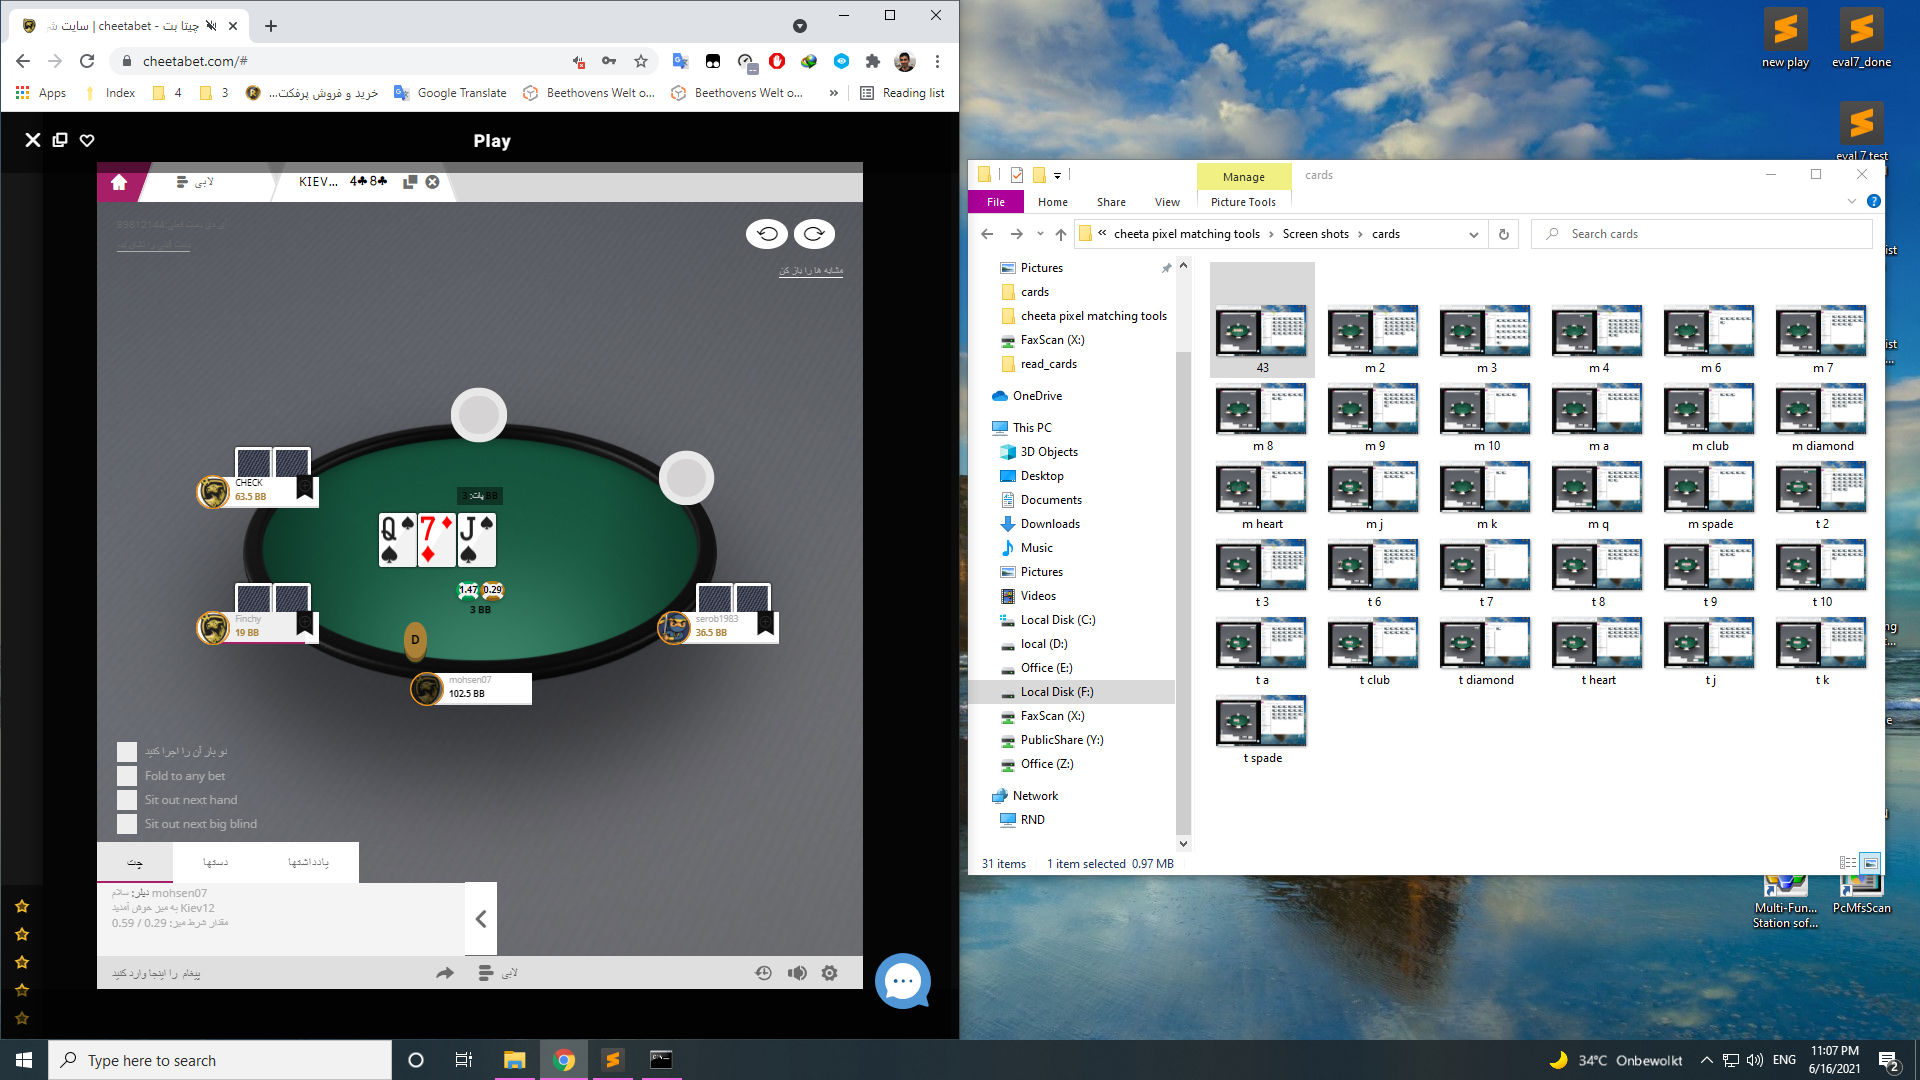 چیتا بت - cheetabet | سایت
cheetabet.com/#
Apps
Index
4
3
خرید و فروش پرفکت...
Google Translate
Beethovens Welt o...
Beethovens Welt o...
»
Reading list
Play
لابی
KIEV... 4♣8♣
مشابه ها را باز کن
CHECK
63.5 BB
پات: 3 BB
Q♠ 7♦ J♠
1.47 0.29
3 BB
Finchy
19 BB
serob1983
36.5 BB
D
mohsen07
102.5 BB
دو بار آن را اجرا کنید
Fold to any bet
Sit out next hand
Sit out next big blind
چت
دستها
یادداشتها
دیلر: سلام mohsen07
به میز خوش آمدید Kiev12
مقدار شرط میز: 0.29 / 0.59
پیغام را اینجا وارد کنید
لابی
new play
eval7_done
eval 7 test
Manage
cards
File
Home
Share
View
Picture Tools
« cheeta pixel matching tools › Screen shots › cards
Search cards
Pictures
cards
cheeta pixel matching tools
FaxScan (X:)
read_cards
OneDrive
This PC
3D Objects
Desktop
Documents
Downloads
Music
Pictures
Videos
Local Disk (C:)
local (D:)
Office (E:)
Local Disk (F:)
FaxScan (X:)
PublicShare (Y:)
Office (Z:)
Network
RND
43
m 2
m 3
m 4
m 6
m 7
m 8
m 9
m 10
m a
m club
m diamond
m heart
m j
m k
m q
m spade
t 2
t 3
t 6
t 7
t 8
t 9
t 10
t a
t club
t diamond
t heart
t j
t k
t spade
31 items
1 item selected 0.97 MB
Multi-Fun... Station sof...
PcMfsScan
Type here to search
34°C Onbewolkt
ENG
11:07 PM
6/16/2021
2